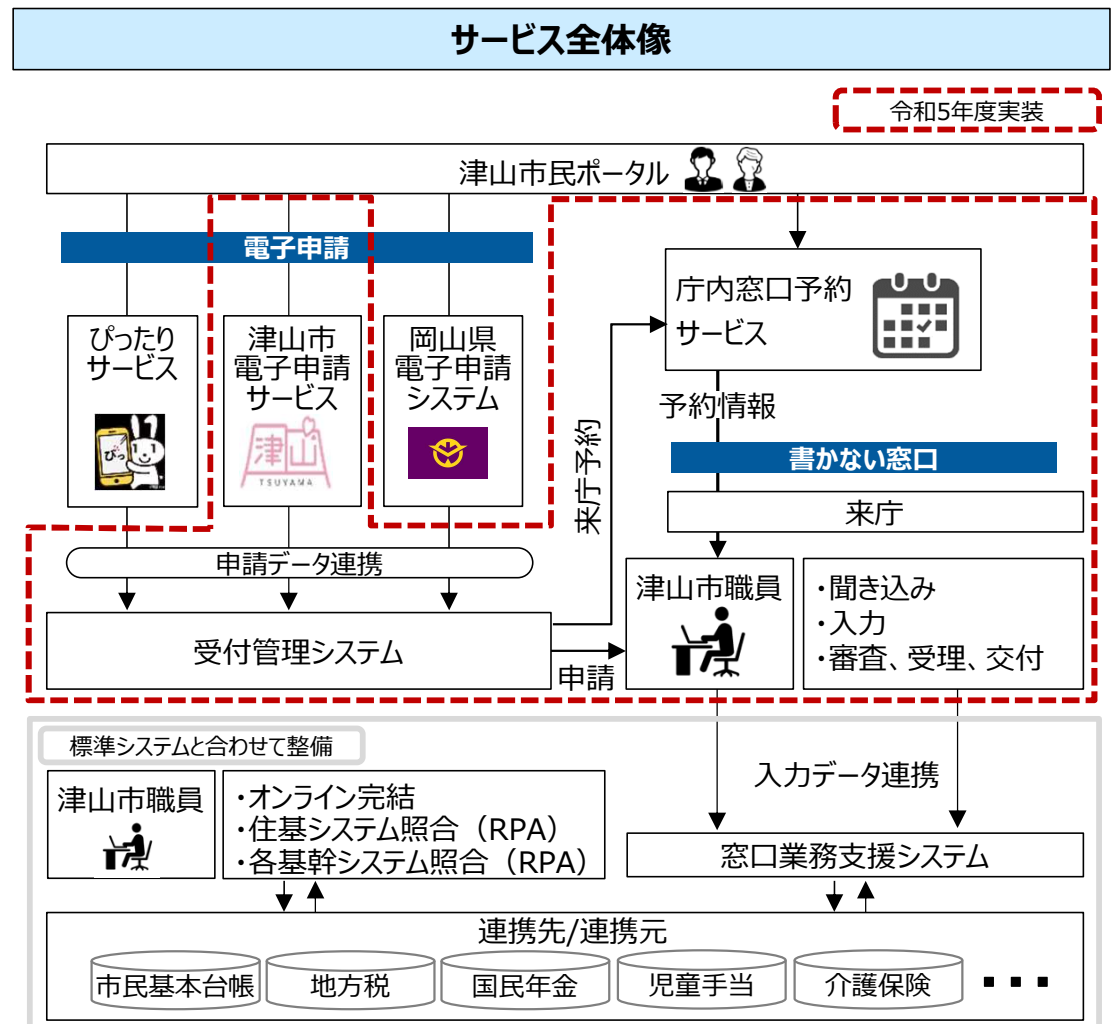 サービス全体像
令和5年度実装
津山市民ポータル
電子申請
ぴったり
サービス
ぴっ
津山市
電子申請
サービス
津山
TSUYAMA
岡山県
電子申請
システム
庁内窓口予約
サービス
予約情報
来庁予約
書かない窓口
来庁
申請データ連携
受付管理システム
申請
津山市職員
・聞き込み
・入力
・審査、受理、交付
標準システムと合わせて整備
津山市職員
・オンライン完結
・住基システム照合（RPA）
・各基幹システム照合（RPA）
入力データ連携
窓口業務支援システム
連携先/連携元
市民基本台帳
地方税
国民年金
児童手当
介護保険
・・・